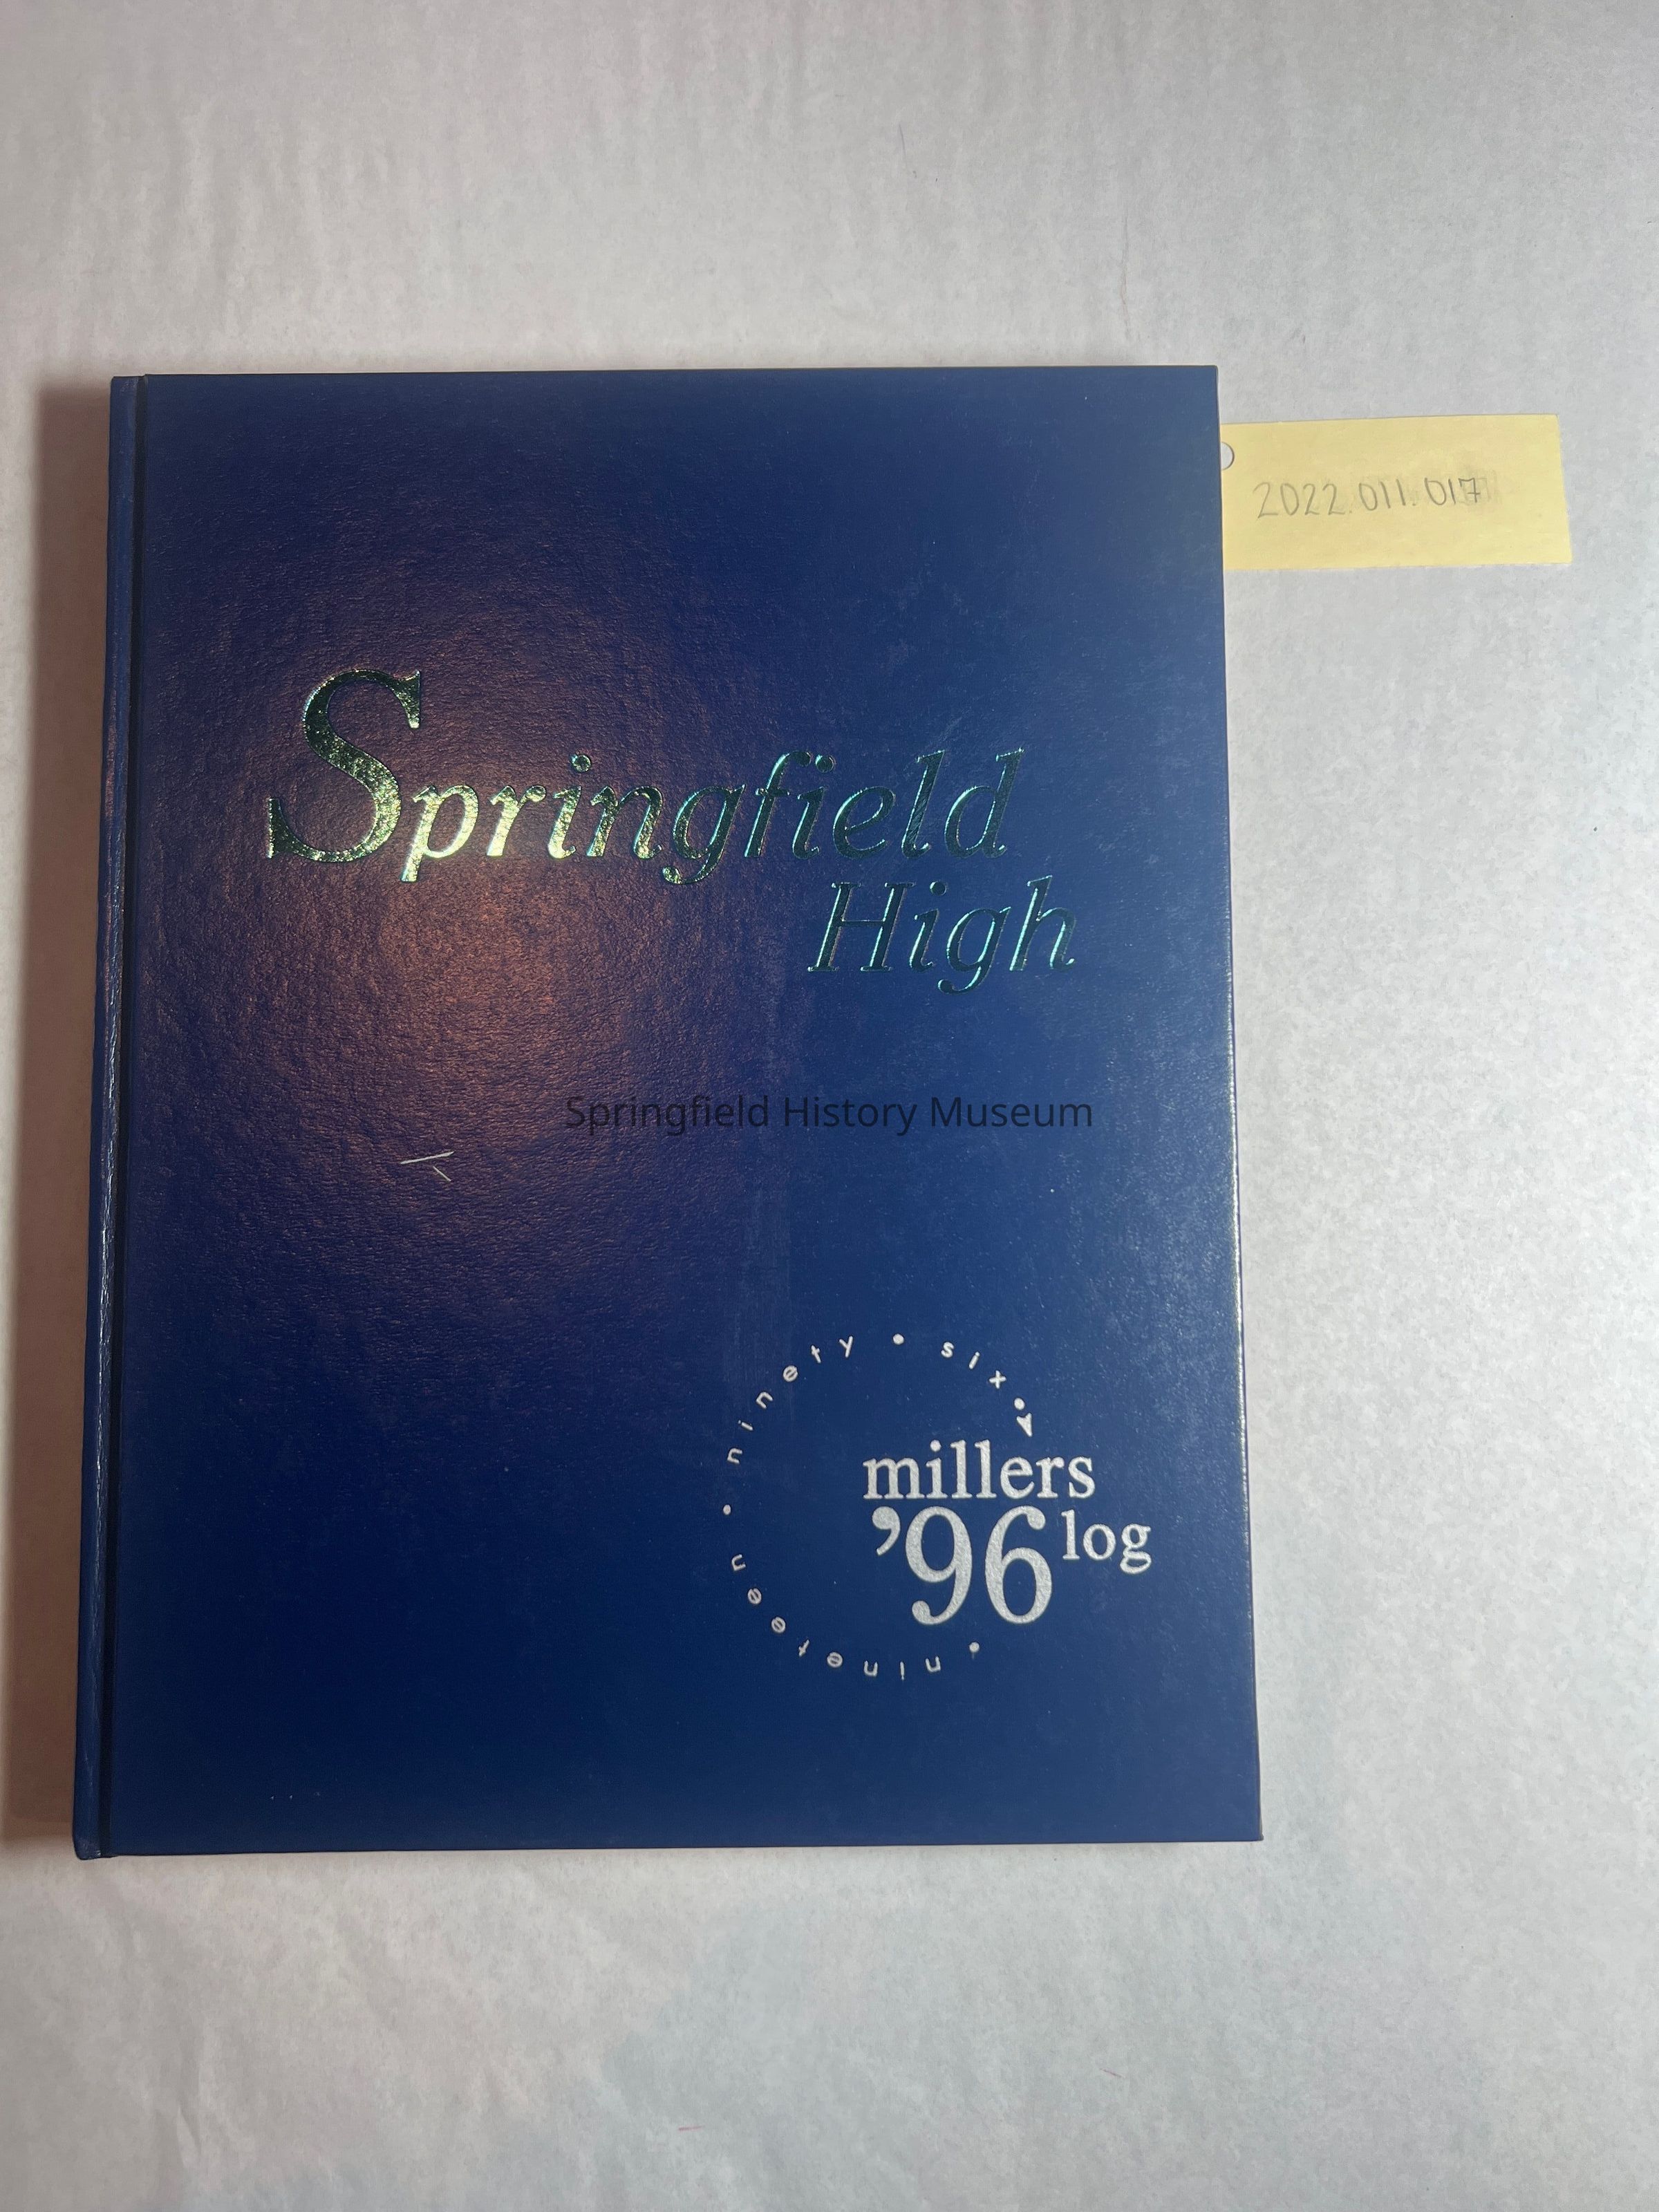 2022.011.017
Springfield
High
Springfield History Museum
nineteen • ninety • six •
millers
’96 log